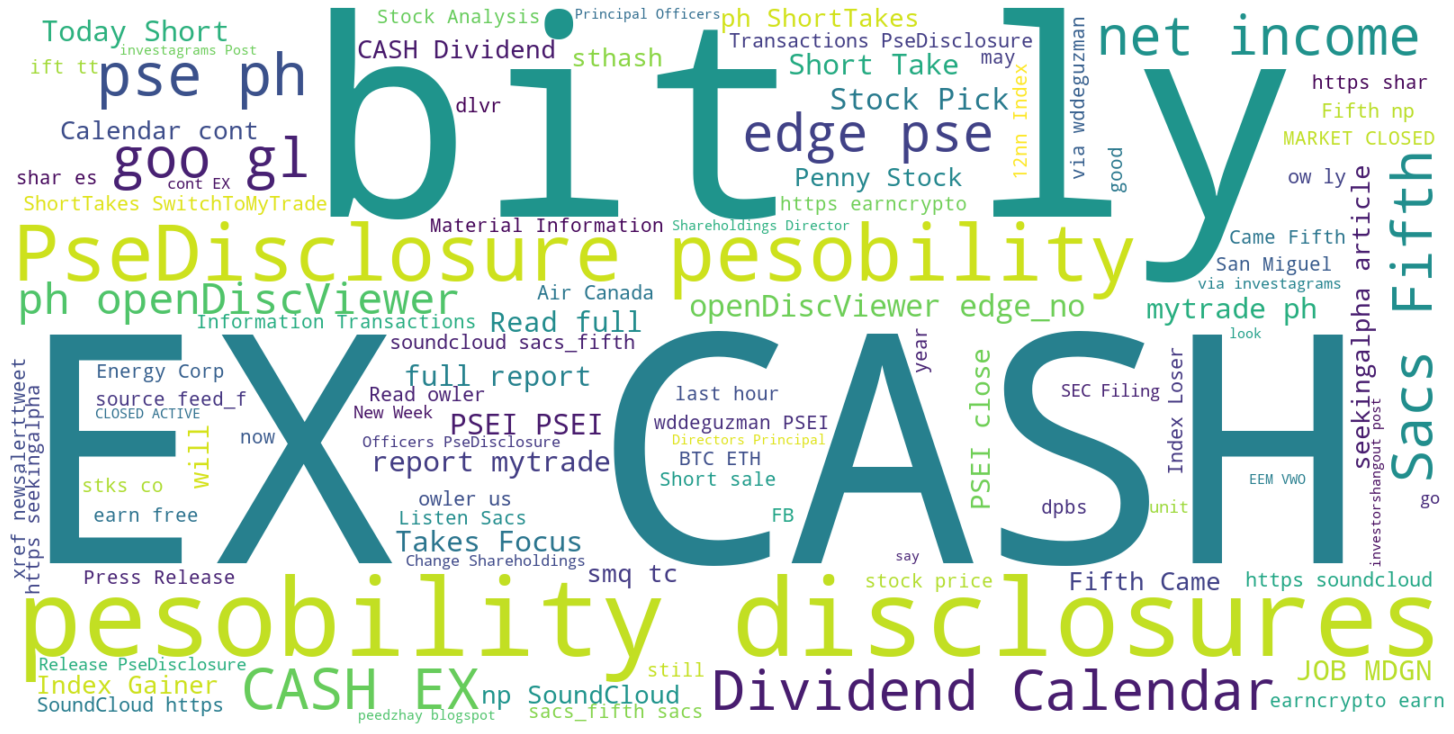 bit ly
EX CASH
pesobility disclosures
PseDisclosure pesobility
Today Short
investagrams Post
ift tt
pse ph
Calendar cont
goo gl
shar es
cont EX
ShortTakes SwitchToMyTrade
Stock Analysis
Principal Officers
CASH Dividend
sthash
dlvr
Material Information
ph ShortTakes
Transactions PseDisclosure
Short Take
may
Stock Pick
edge pse
Penny Stock
https earncrypto
Shareholdings Director
12nn Index
via wddeguzman
good
net income
https shar
Fifth np
MARKET CLOSED
ow ly
Came Fifth
San Miguel
via investagrams
seekingalpha article
Sacs Fifth
ph openDiscViewer
Air Canada
Information Transactions
Read full
soundcloud sacs_fifth
openDiscViewer edge_no
mytrade ph
look
year
xref newsalerttweet
https seekingalpha
Energy Corp
source feed_f
CLOSED ACTIVE
now
will
stks co
earn free
full report
Read owler
New Week
PSEI PSEI
Officers PseDisclosure
report mytrade
owler us
Listen Sacs
Takes Focus
Change Shareholdings
last hour
wddeguzman PSEI
Directors Principal
BTC ETH
Short sale
FB
smq tc
say
PSEI close
SEC Filing
Index Loser
dpbs
unit
EEM VWO
investorshangout post
go
Press Release
stock price
Fifth Came
https soundcloud
Release PseDisclosure
Index Gainer
SoundCloud https
CASH EX
peedzhay blogspot
np SoundCloud
still
sacs_fifth sacs
Dividend Calendar
JOB MDGN
earncrypto earn